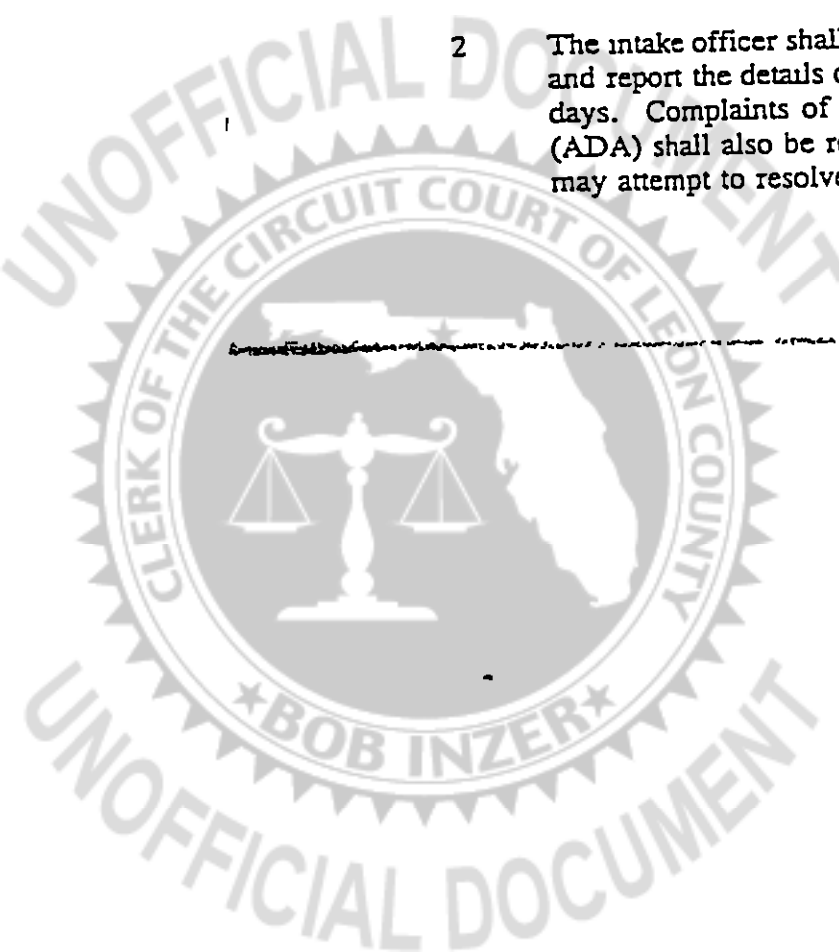 UNOFFICIAL DOCUMENT
2 The intake officer shall
and report the details
days. Complaints of
(ADA) shall also be
may attempt to resolve
CLERK OF THE CIRCUIT COURT OF LEON COUNTY
BOB INZER
UNOFFICIAL DOCUMENT